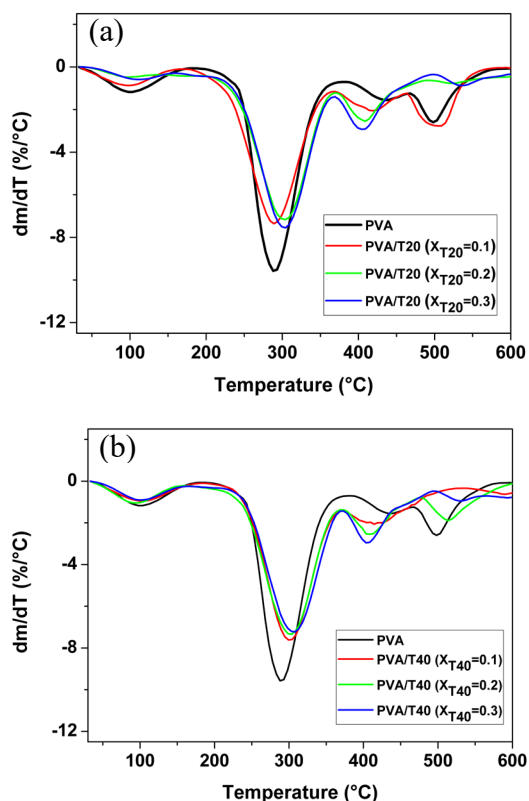 (a)
0
-4
-8
-12
dm/dT (%/°C)
PVA
PVA/T20 (XT20=0.1)
PVA/T20 (XT20=0.2)
PVA/T20 (XT20=0.3)
100 200 300 400 500 600
Temperature (°C)
(b)
0
-4
-8
-12
dm/dT (%/°C)
PVA
PVA/T40 (XT40=0.1)
PVA/T40 (XT40=0.2)
PVA/T40 (XT40=0.3)
100 200 300 400 500 600
Temperature (°C)